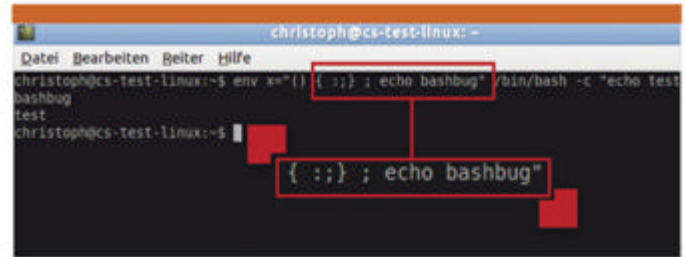 christoph@cs-test-linux: ~
Datei Bearbeiten Reiter Hilfe
christoph@cs-test-linux:~$ env x="() { :;} ; echo bashbug" /bin/bash -c "echo test
bashbug
test
christoph@cs-test-linux:~$
{ :;} ; echo bashbug"